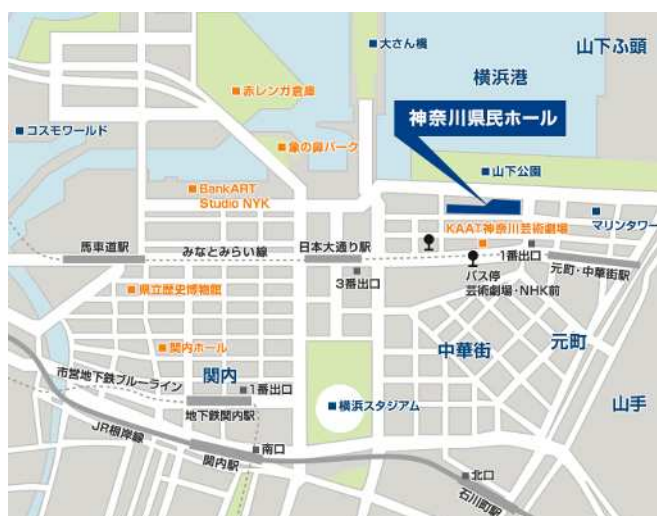 大さん橋
山下ふ頭
横浜港
赤レンガ倉庫
神奈川県民ホール
コスモワールド
象の鼻パーク
山下公園
BankART
Studio NYK
マリンタワー
KAAT神奈川芸術劇場
馬車道駅
みなとみらい線
日本大通り駅
1番出口
元町・中華街駅
3番出口
バス停
芸術劇場・NHK前
県立歴史博物館
関内ホール
中華街
元町
市営地下鉄ブルーライン
関内
1番出口
山手
地下鉄関内駅
横浜スタジアム
JR根岸線
南口
関内駅
北口
石川町駅